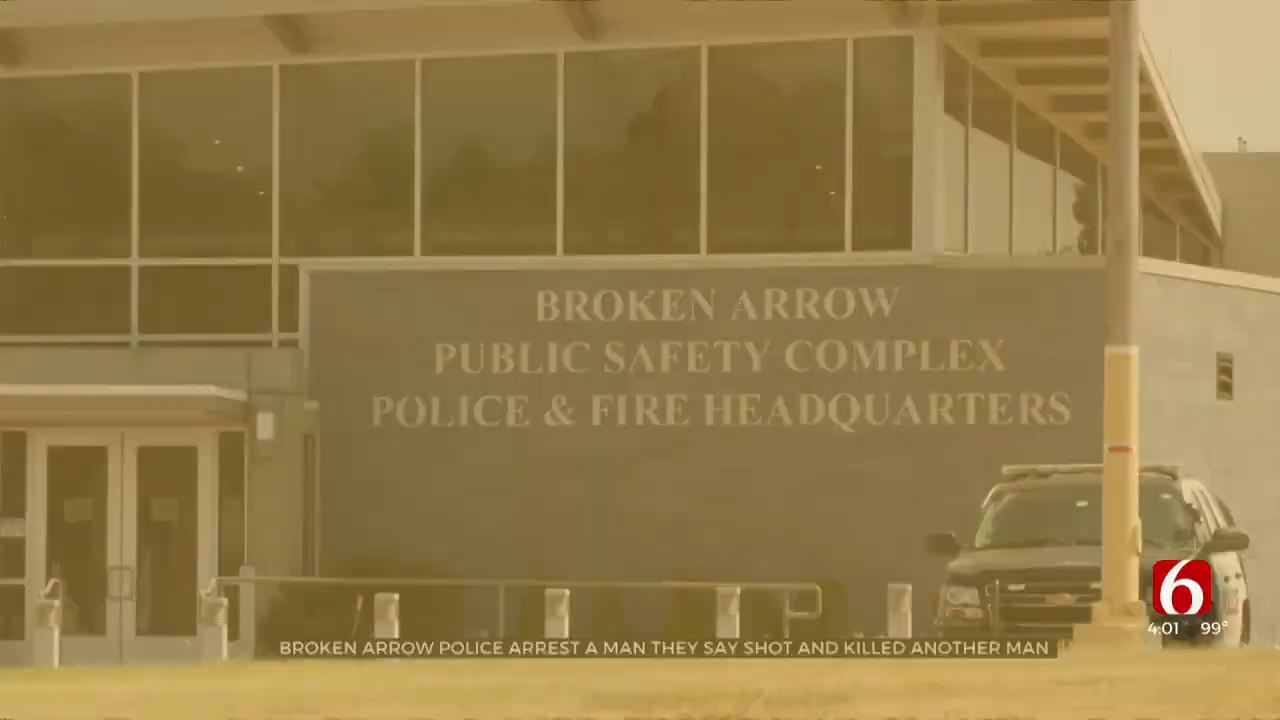 BROKEN ARROW
PUBLIC SAFETY COMPLEX
POLICE & FIRE HEADQUARTERS
6
4:01 99°
BROKEN ARROW POLICE ARREST A MAN THEY SAY SHOT AND KILLED ANOTHER MAN